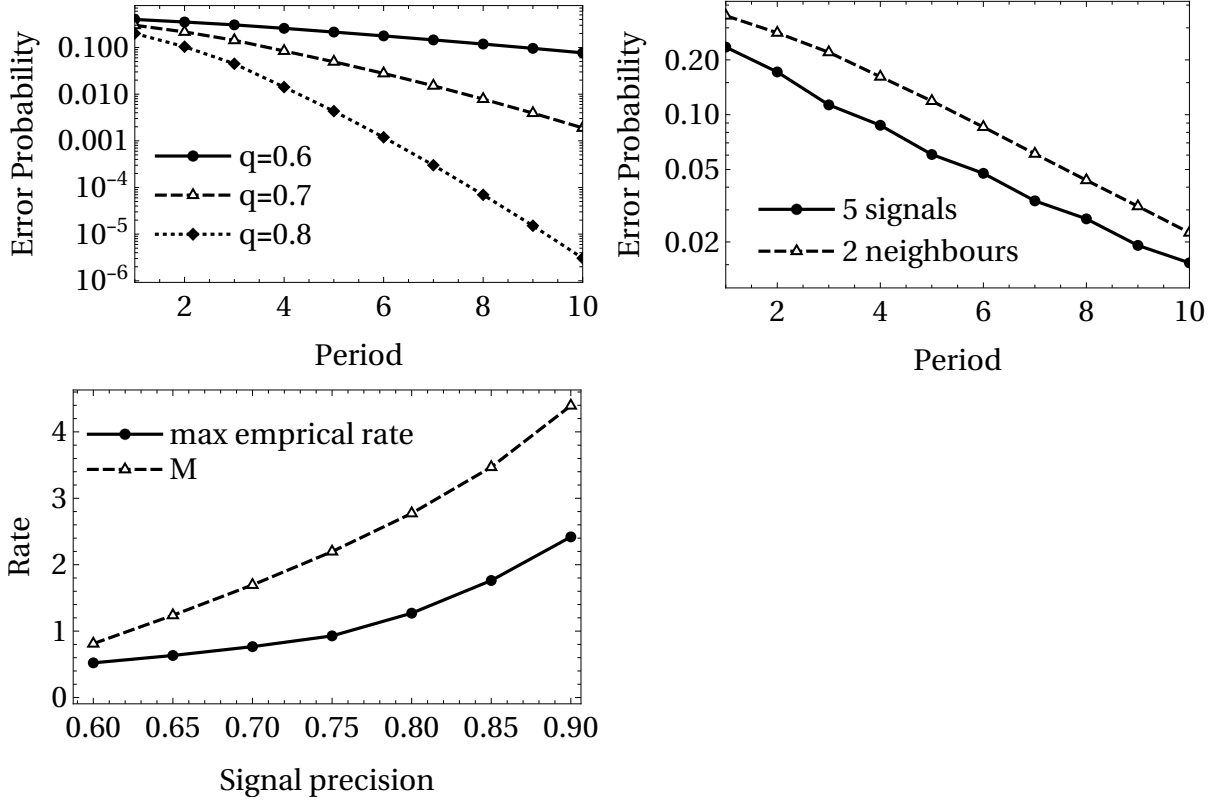 Error Probability
0.100
0.010
0.001
10−4
10−5
10−6
q=0.6
q=0.7
q=0.8
2 4 6 8 10
Period
Error Probability
0.20
0.10
0.05
0.02
5 signals
2 neighbours
2 4 6 8 10
Period
Rate
4
3
2
1
0
max emprical rate
M
0.60 0.65 0.70 0.75 0.80 0.85 0.90
Signal precision